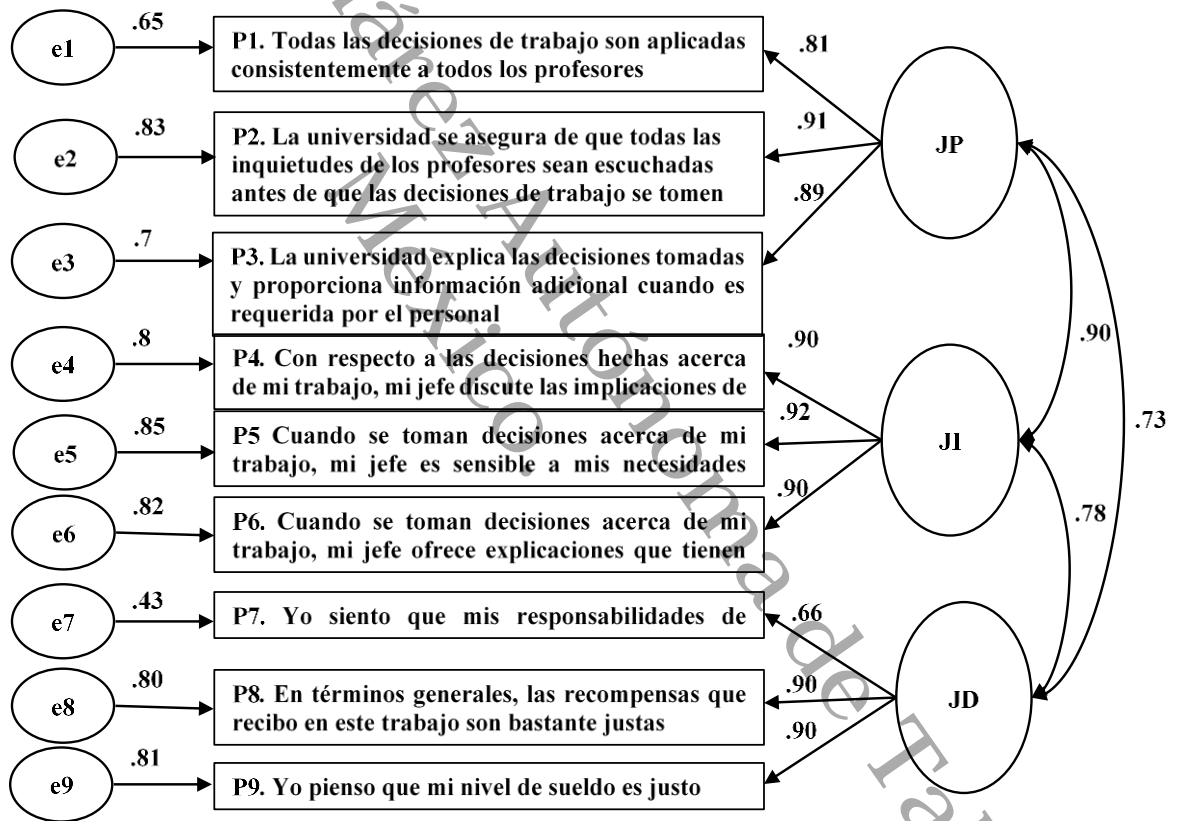 e1
.65
P1. Todas las decisiones de trabajo son aplicadas
consistentemente a todos los profesores
.81
e2
.83
P2. La universidad se asegura de que todas las
inquietudes de los profesores sean escuchadas
antes de que las decisiones de trabajo se tomen
.91
JP
e3
.7
P3. La universidad explica las decisiones tomadas
y proporciona información adicional cuando es
requerida por el personal
.89
e4
.8
P4. Con respecto a las decisiones hechas acerca
de mi trabajo, mi jefe discute las implicaciones de
.90
.90
e5
.85
P5 Cuando se toman decisiones acerca de mi
trabajo, mi jefe es sensible a mis necesidades
.92
JI
.73
e6
.82
P6. Cuando se toman decisiones acerca de mi
trabajo, mi jefe ofrece explicaciones que tienen
.90
.78
e7
.43
P7. Yo siento que mis responsabilidades de
.66
e8
.80
P8. En términos generales, las recompensas que
recibo en este trabajo son bastante justas
.90
JD
e9
.81
P9. Yo pienso que mi nivel de sueldo es justo
.90
Autónoma de
México.